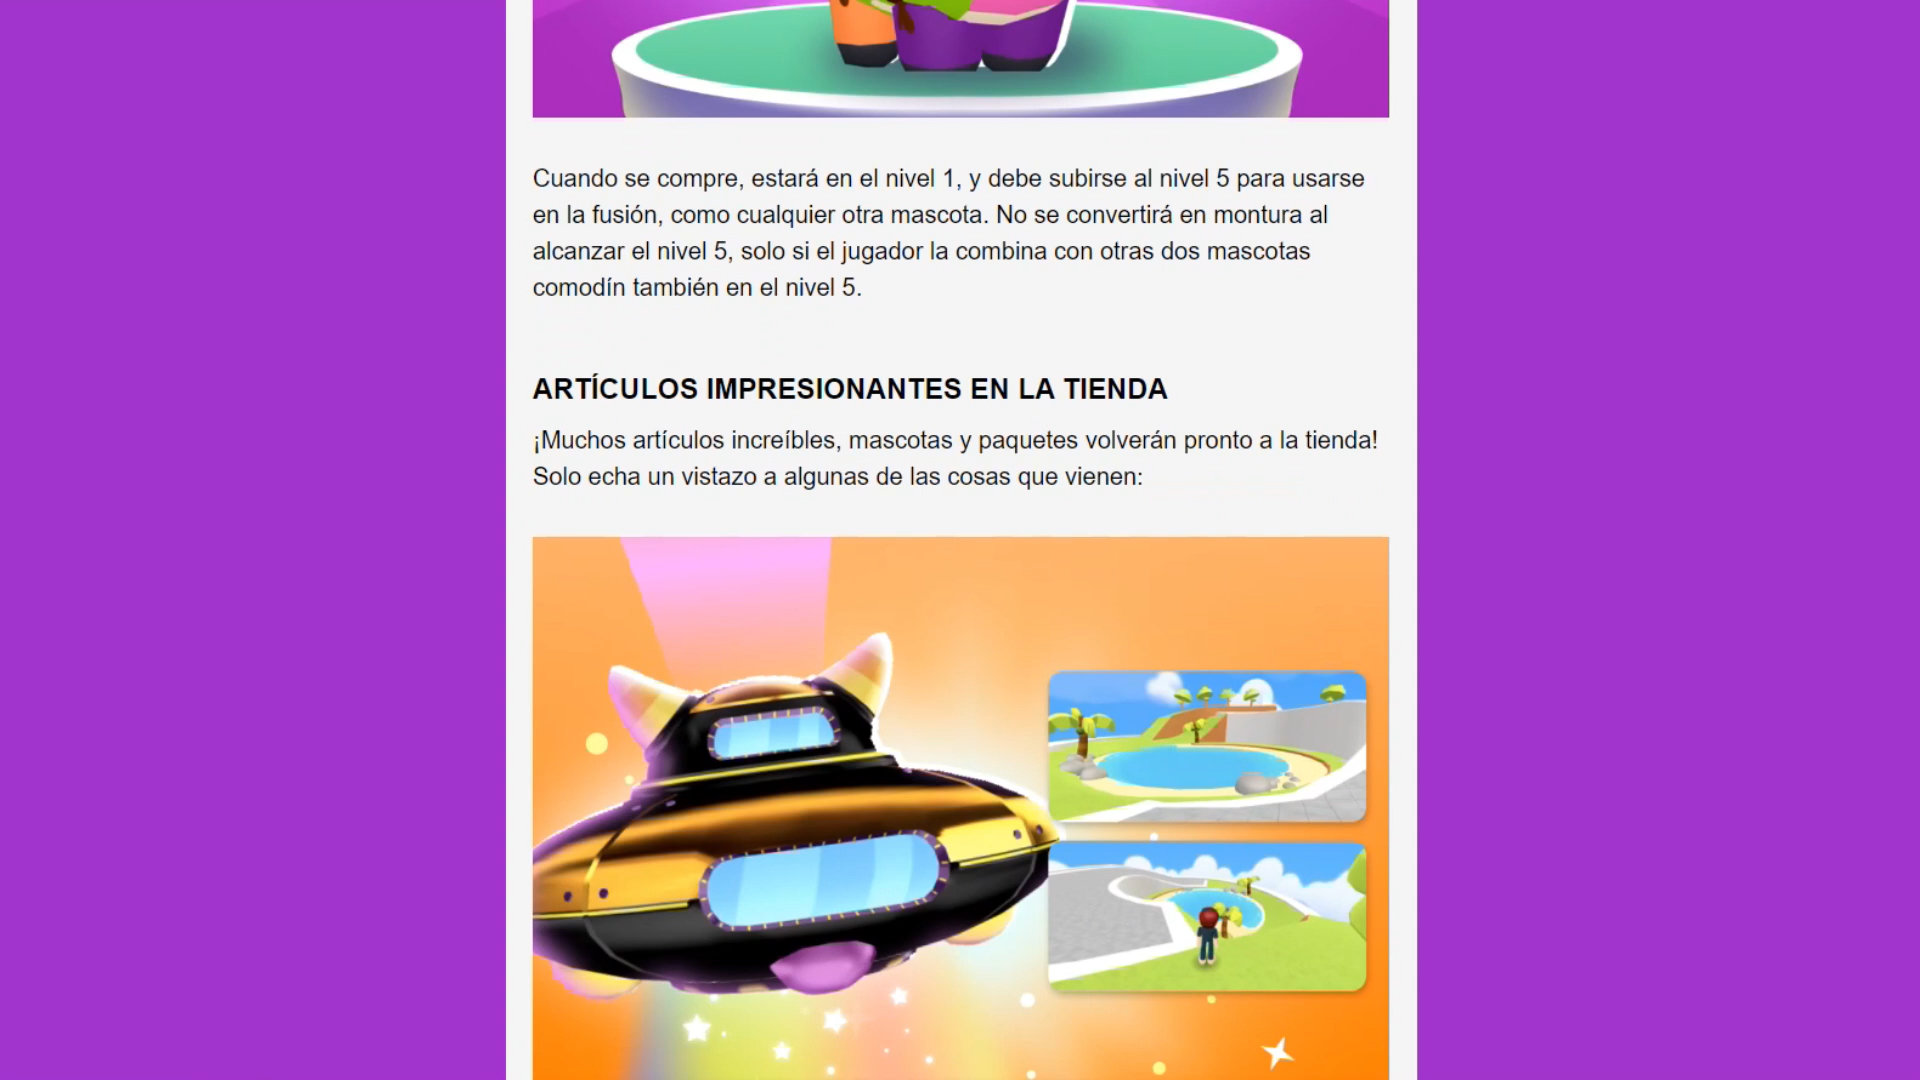 Cuando se compre, estará en el nivel 1, y debe subirse al nivel 5 para usarse
en la fusión, como cualquier otra mascota. No se convertirá en montura al
alcanzar el nivel 5, solo si el jugador la combina con otras dos mascotas
comodín también en el nivel 5.
ARTÍCULOS IMPRESIONANTES EN LA TIENDA
¡Muchos artículos increíbles, mascotas y paquetes volverán pronto a la tienda!
Solo echa un vistazo a algunas de las cosas que vienen: